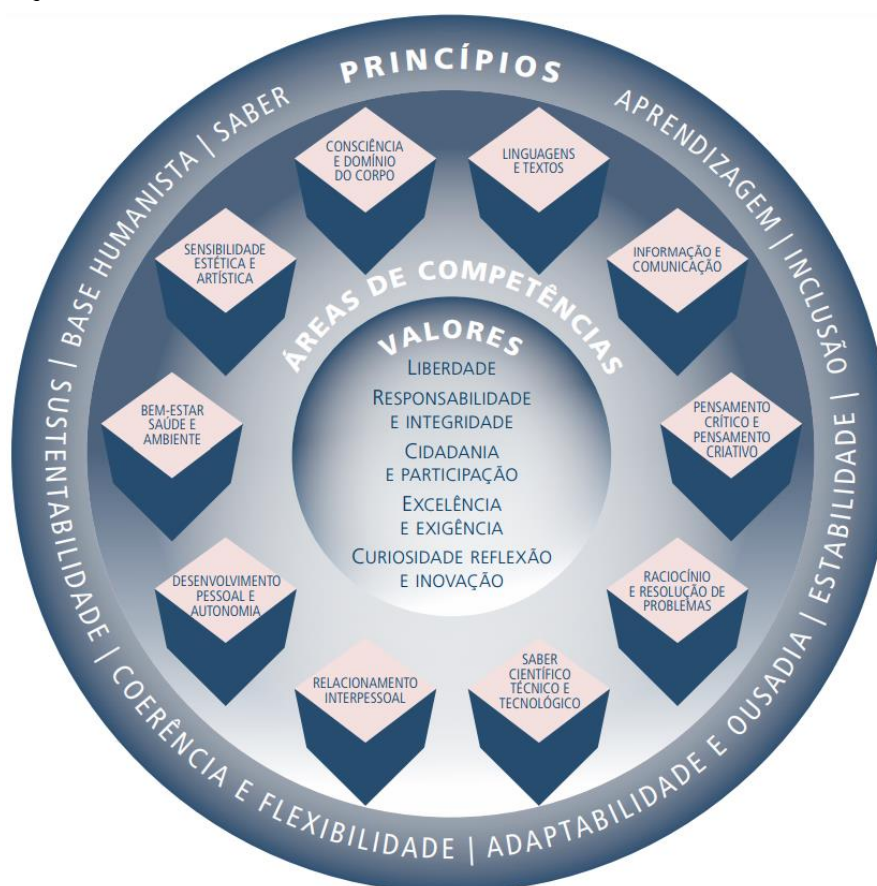 PRINCÍPIOS
SUSTENTABILIDADE | BASE HUMANISTA | SABER
APRENDIZAGEM | INCLUSÃO |
COERÊNCIA E FLEXIBILIDADE | ADAPTABILIDADE E OUSADIA | ESTABILIDADE |
CONSCIÊNCIA
E DOMÍNIO
DO CORPO
LINGUAGENS
E TEXTOS
SENSIBILIDADE
ESTÉTICA E
ARTÍSTICA
INFORMAÇÃO E
COMUNICAÇÃO
ÁREAS DE COMPETÊNCIAS
VALORES
LIBERDADE
RESPONSABILIDADE
E INTEGRIDADE
CIDADANIA
E PARTICIPAÇÃO
EXCELÊNCIA
E EXIGÊNCIA
CURIOSIDADE REFLEXÃO
E INOVAÇÃO
BEM-ESTAR
SAÚDE E
AMBIENTE
PENSAMENTO
CRÍTICO E
PENSAMENTO
CRIATIVO
DESENVOLVIMENTO
PESSOAL E
AUTONOMIA
RACIOCÍNIO
E RESOLUÇÃO DE
PROBLEMAS
RELACIONAMENTO
INTERPESSOAL
SABER
CIENTÍFICO
TÉCNICO E
TECNOLÓGICO